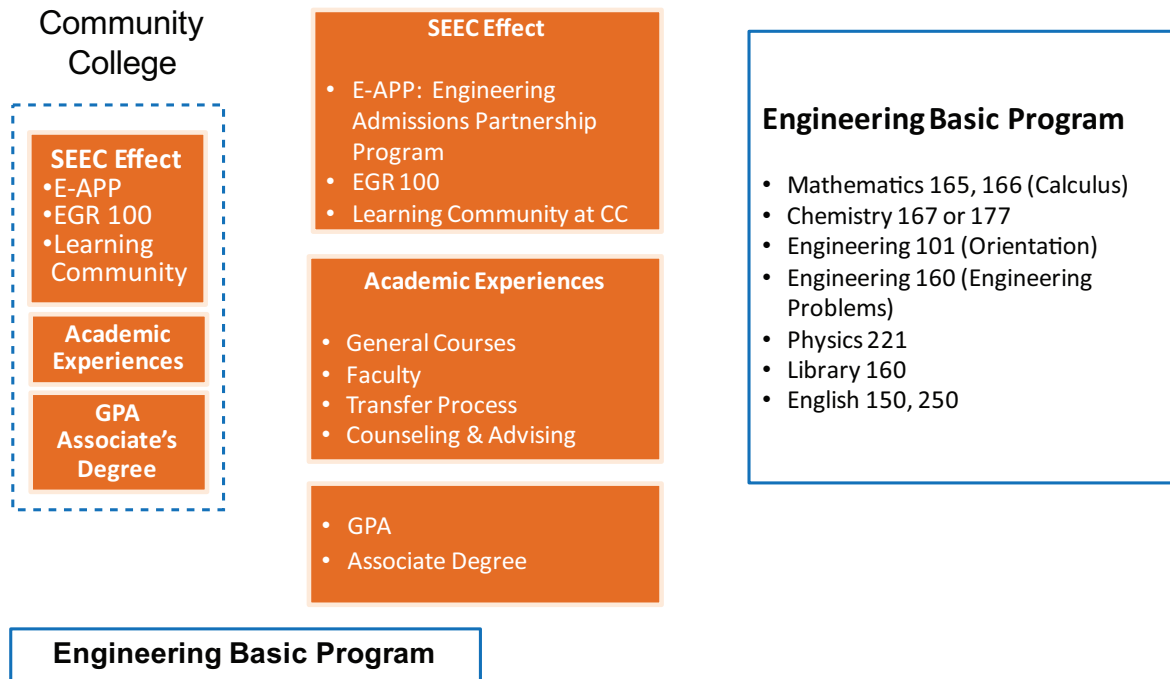 Community
College
SEEC Effect
•E-APP
•EGR 100
•Learning
Community
Academic
Experiences
GPA
Associate’s
Degree
SEEC Effect
• E-APP: Engineering
Admissions Partnership
Program
• EGR 100
• Learning Community at CC
Academic Experiences
• General Courses
• Faculty
• Transfer Process
• Counseling & Advising
• GPA
• Associate Degree
Engineering Basic Program
• Mathematics 165, 166 (Calculus)
• Chemistry 167 or 177
• Engineering 101 (Orientation)
• Engineering 160 (Engineering
Problems)
• Physics 221
• Library 160
• English 150, 250
Engineering Basic Program